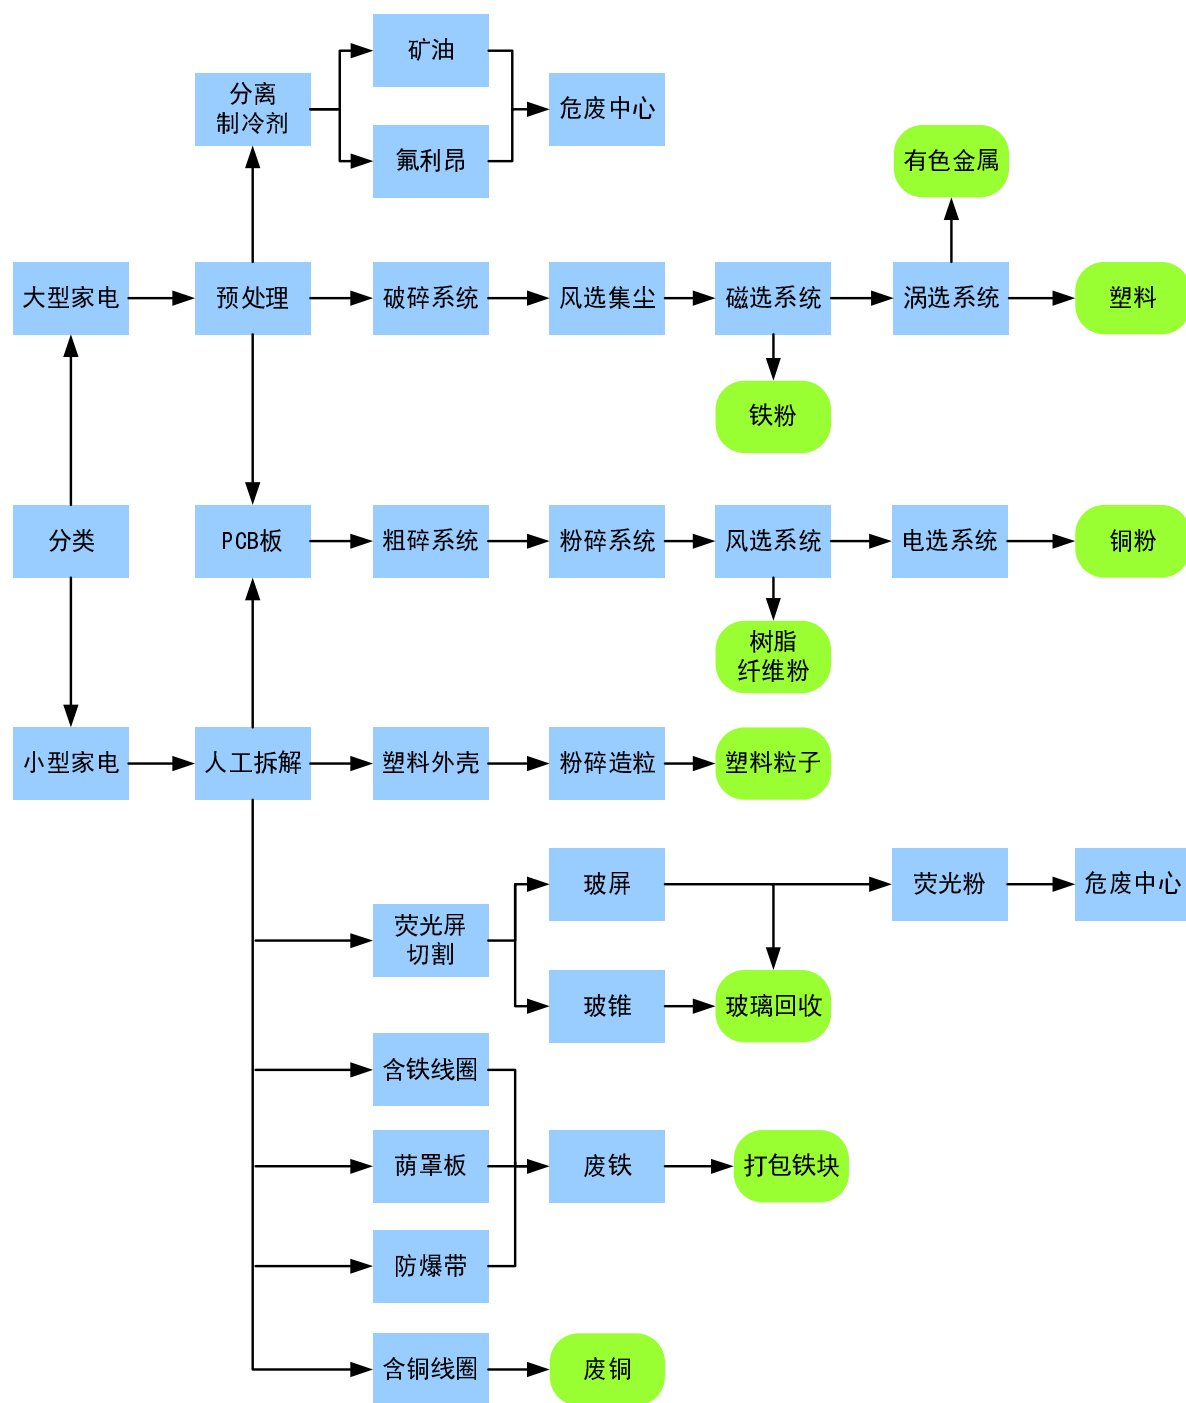 矿油
分离
制冷剂
危废中心
氟利昂
有色金属
大型家电
预处理
破碎系统
风选集尘
磁选系统
涡选系统
塑料
铁粉
分类
PCB板
粗碎系统
粉碎系统
风选系统
电选系统
铜粉
树脂
纤维粉
小型家电
人工拆解
塑料外壳
粉碎造粒
塑料粒子
荧光屏
切割
玻屏
荧光粉
危废中心
玻锥
玻璃回收
含铁线圈
荫罩板
废铁
打包铁块
防爆带
含铜线圈
废铜